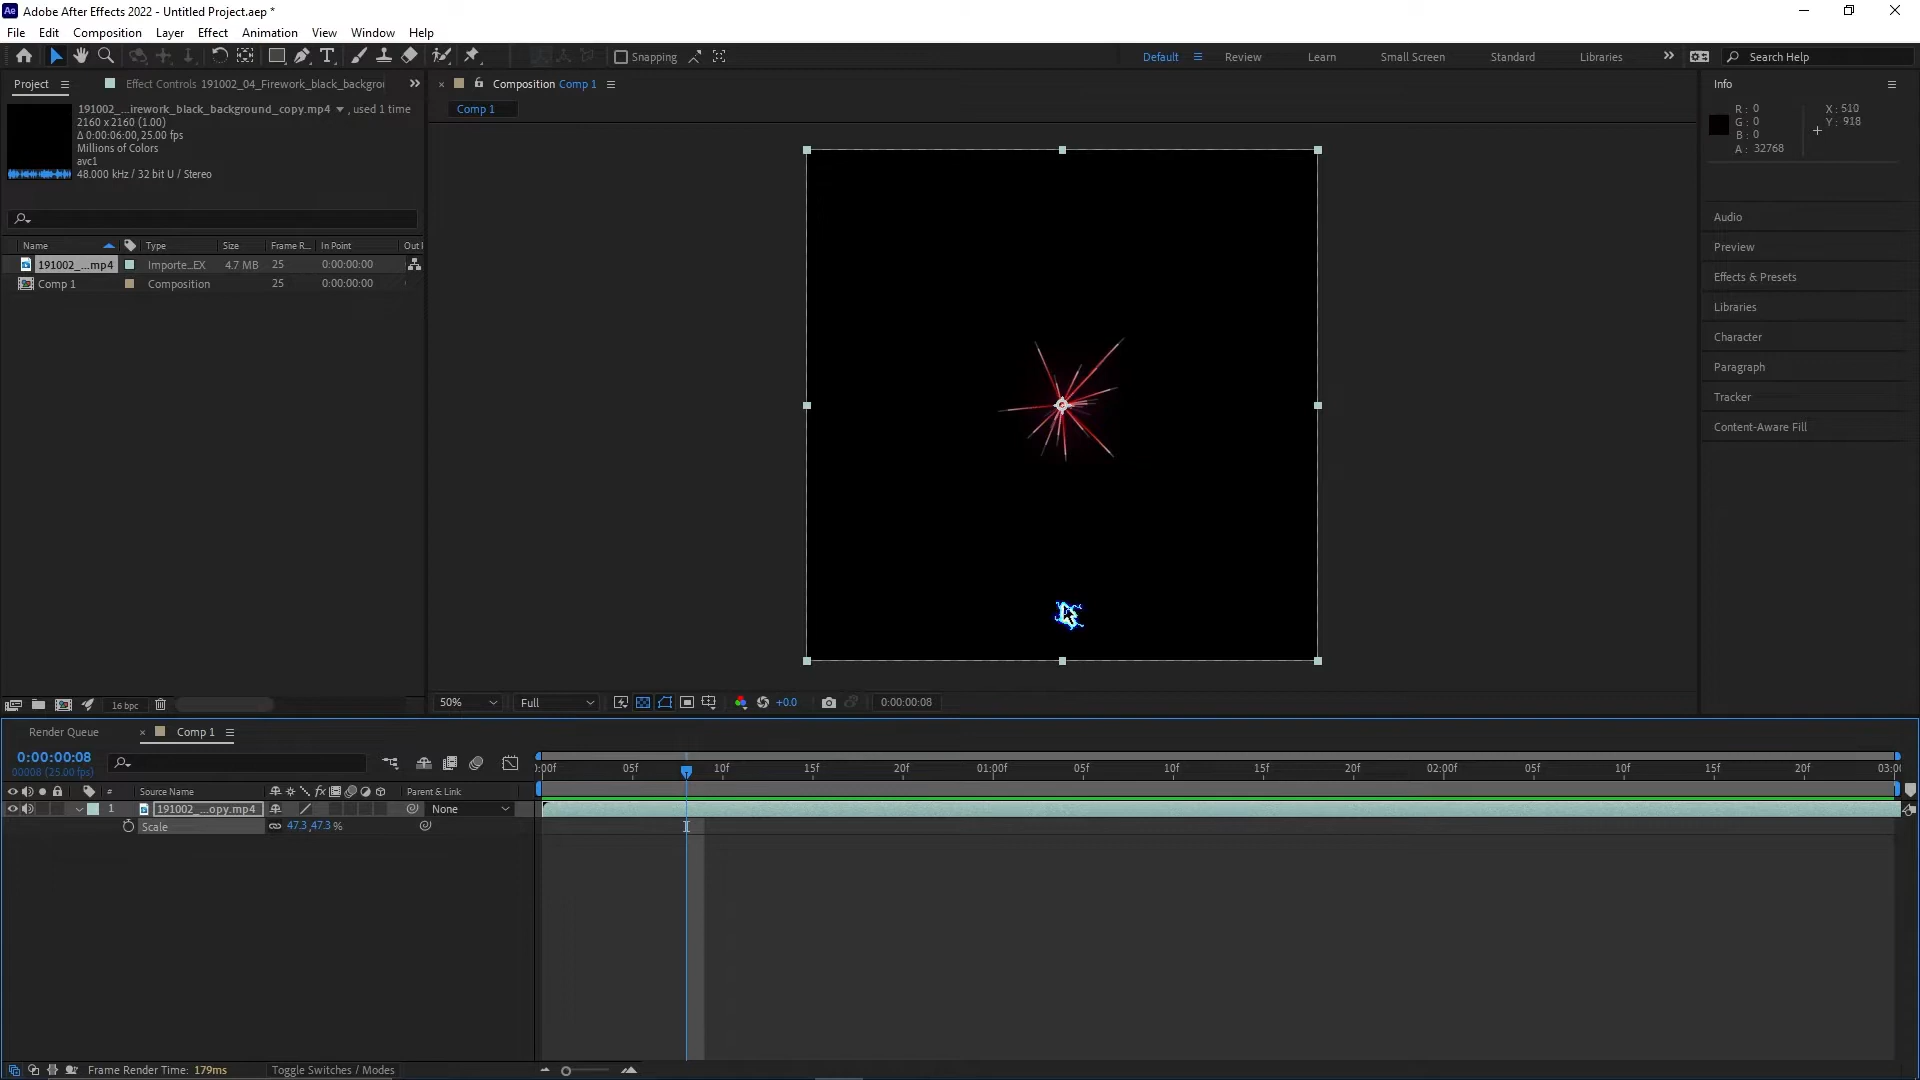 Ae Adobe After Effects 2022 - Untitled Project.aep *
File Edit Composition Layer Effect Animation View Window Help
Snapping
Default Review Learn Small Screen Standard Libraries Search Help
Project Effect Controls 191002_04_Firework_black_backgroi
191002_...irework_black_background_copy.mp4 , used 1 time
2160 x 2160 (1.00)
Δ 0:00:06:00, 25.00 fps
Millions of Colors
avc1
48.000 kHz / 32 bit U / Stereo
Name Type Size Frame R... In Point Out
191002_...mp4 Importe...EX 4.7 MB 25 0:00:00:00
Comp 1 Composition 25 0:00:00:00
16 bpc
Composition Comp 1
Comp 1
50% Full +0.0 0:00:00:08
Info
R: 0 X: 510
G: 0 Y: 918
B: 0
A: 32768
Audio
Preview
Effects & Presets
Libraries
Character
Paragraph
Tracker
Content-Aware Fill
Render Queue Comp 1
0:00:00:08
00008 (25.00 fps)
:00f 05f 10f 15f 20f 01:00f 05f 10f 15f 20f 02:00f 05f 10f 15f 20f 03:00
# Source Name fx Parent & Link
1 191002_...opy.mp4 None
Scale 47.3,47.3%
Frame Render Time: 179ms Toggle Switches / Modes